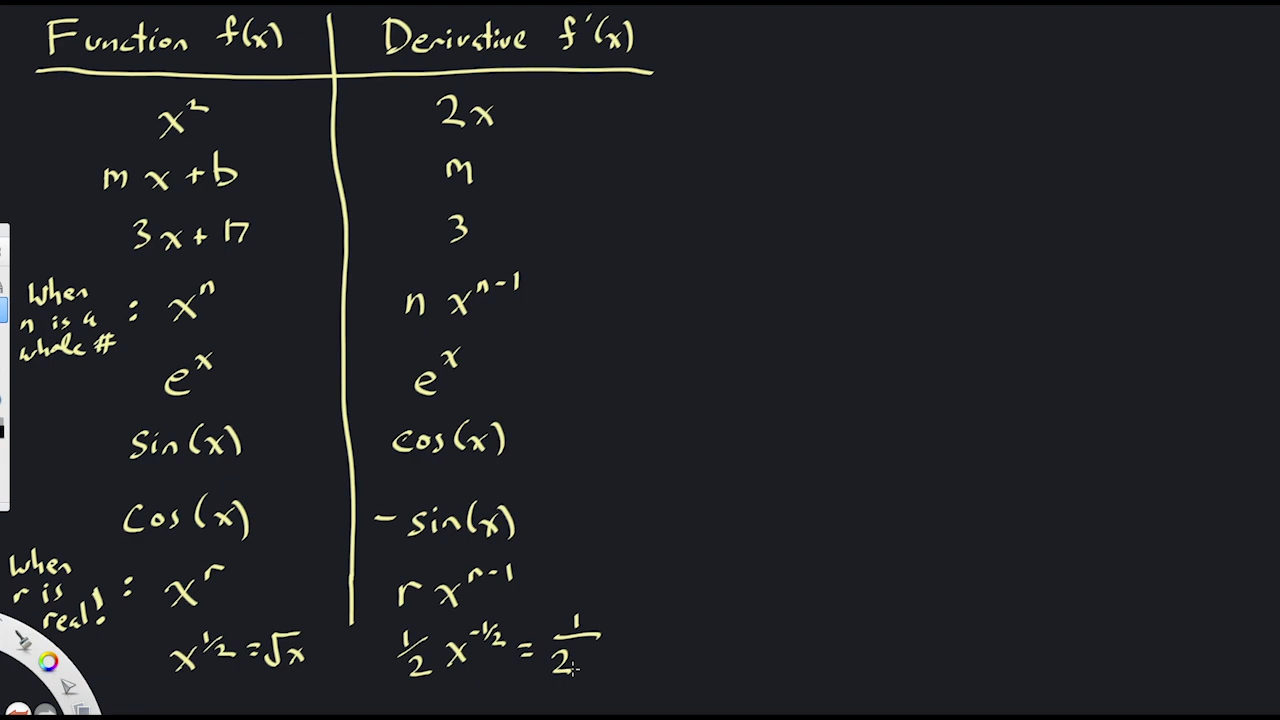 Function f(x) Derivative f'(x)
x² 2x
mx+b m
3x+17 3
When n is a whole # : xⁿ n xⁿ⁻¹
eˣ eˣ
sin(x) cos(x)
cos(x) -sin(x)
When r is real! : xʳ r xʳ⁻¹
x^1/2 = √x 1/2 x^-1/2 = 1/2